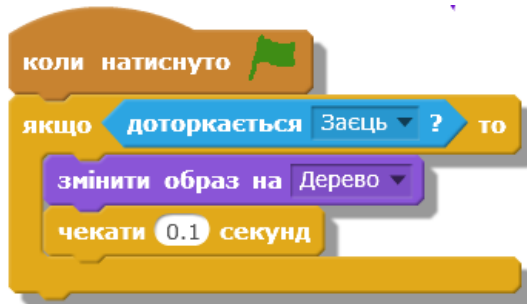 коли натиснуто
якщо доторкається Заєць ? то
змінити образ на Дерево
чекати 0.1 секунд